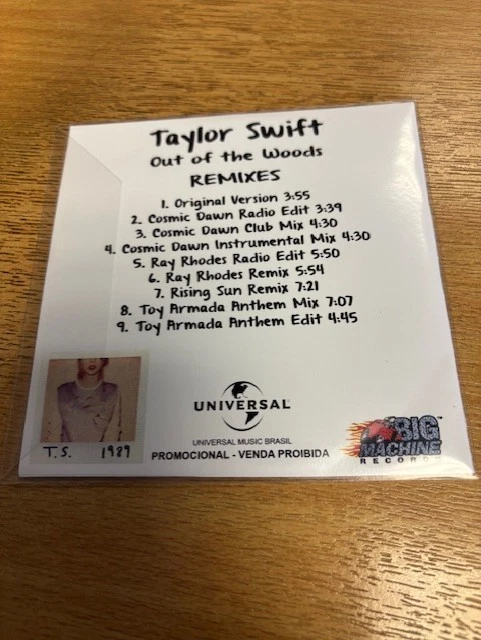 Taylor Swift
Out of the Woods
REMIXES
1. Original Version 3:55
2. Cosmic Dawn Radio Edit 3:39
3. Cosmic Dawn Club Mix 4:30
4. Cosmic Dawn Instrumental Mix 4:30
5. Ray Rhodes Radio Edit 5:50
6. Ray Rhodes Remix 5:54
7. Rising Sun Remix 7:21
8. Toy Armada Anthem Mix 7:07
9. Toy Armada Anthem Edit 4:45
T.S. 1989
UNIVERSAL
UNIVERSAL MUSIC BRASIL
PROMOCIONAL - VENDA PROIBIDA
BIG
MACHINE
RECORDS